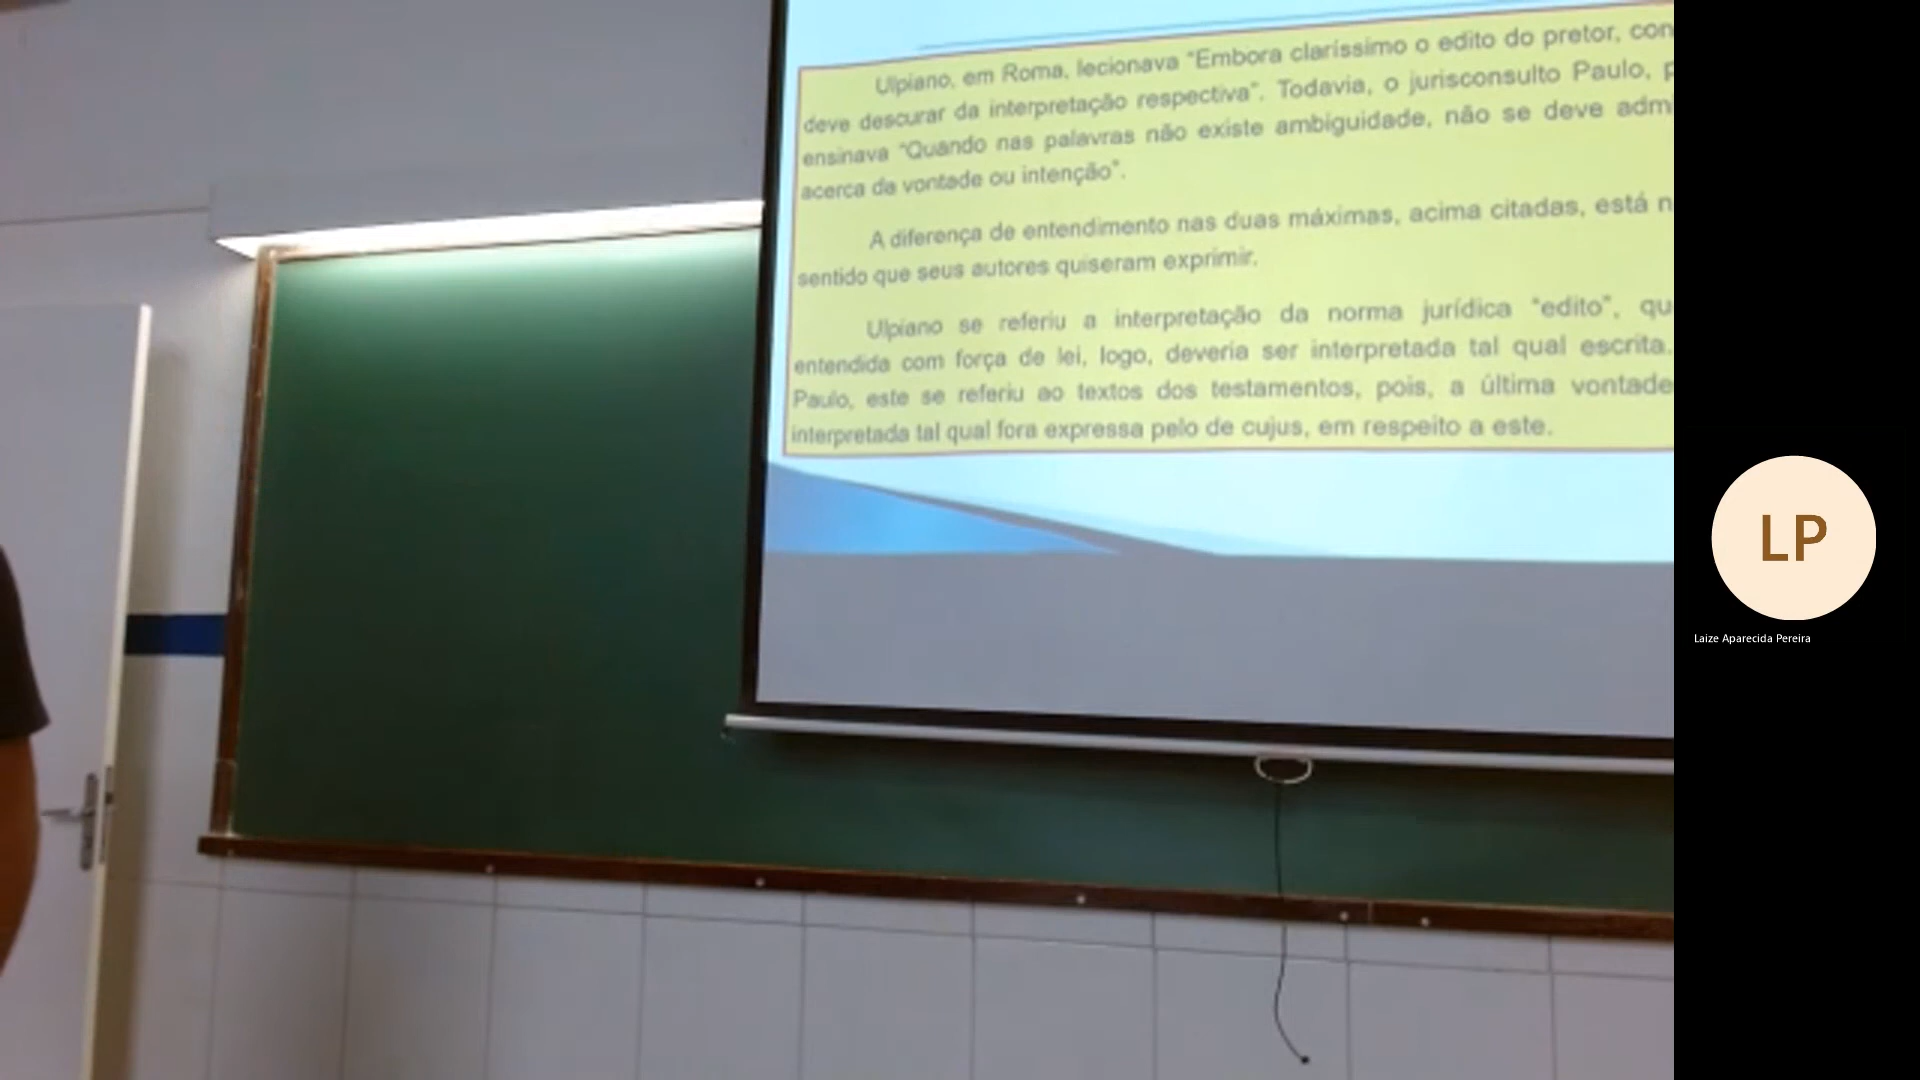 Ulpiano, em Roma, lecionava “Embora claríssimo o edito do pretor, con
deve descurar da interpretação respectiva”. Todavia, o jurisconsulto Paulo, p
ensinava “Quando nas palavras não existe ambiguidade, não se deve adm
acerca da vontade ou intenção”.
A diferença de entendimento nas duas máximas, acima citadas, está n
sentido que seus autores quiseram exprimir.
Ulpiano se referiu a interpretação da norma jurídica “edito”, qu
entendida com força de lei, logo, deveria ser interpretada tal qual escrita.
Paulo, este se referiu ao textos dos testamentos, pois, a última vontade
interpretada tal qual fora expressa pelo de cujus, em respeito a este.
LP
Laize Aparecida Pereira